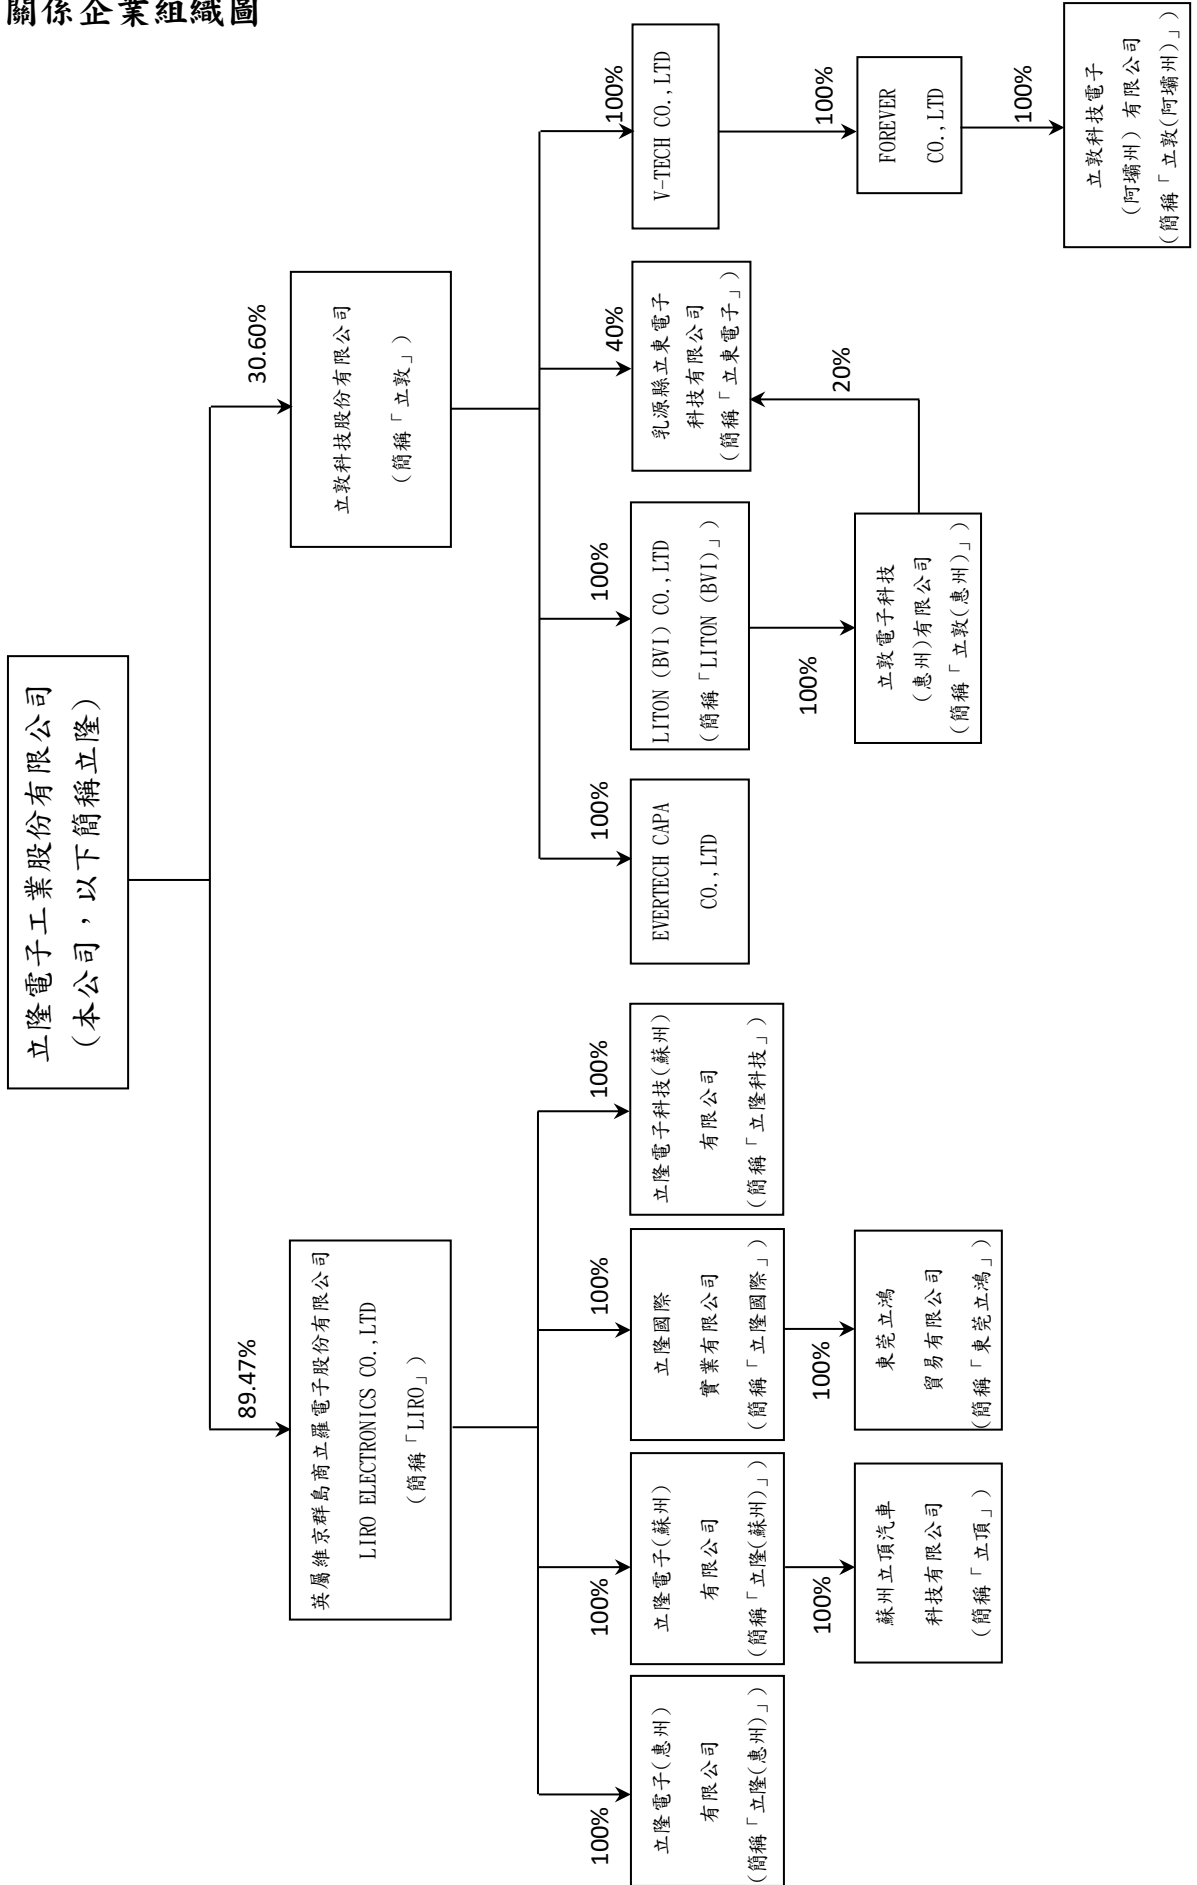 關係企業組織圖
立隆電子工業股份有限公司
(本公司，以下簡稱立隆)
89.47%
30.60%
英屬維京群島商立羅電子股份有限公司
LIRO ELECTRONICS CO.,LTD
(簡稱「LIRO」)
立敦科技股份有限公司
(簡稱「立敦」)
100%
100%
100%
100%
100%
100%
40%
100%
立隆電子(惠州)
有限公司
(簡稱「立隆(惠州)」)
立隆電子(蘇州)
有限公司
(簡稱「立隆(蘇州)」)
立隆國際
實業有限公司
(簡稱「立隆國際」)
立隆電子科技(蘇州)
有限公司
(簡稱「立隆科技」)
EVERTECH CAPA
CO.,LTD
LITON (BVI) CO.,LTD
(簡稱「LITON (BVI)」)
乳源縣立東電子
科技有限公司
(簡稱「立東電子」)
V-TECH CO.,LTD
100%
100%
100%
20%
100%
蘇州立頂汽車
科技有限公司
(簡稱「立頂」)
東莞立鴻
貿易有限公司
(簡稱「東莞立鴻」)
立敦電子科技
(惠州)有限公司
(簡稱「立敦(惠州)」)
FOREVER
CO.,LTD
100%
立敦科技電子
(阿壩州) 有限公司
(簡稱「立敦(阿壩州)」)